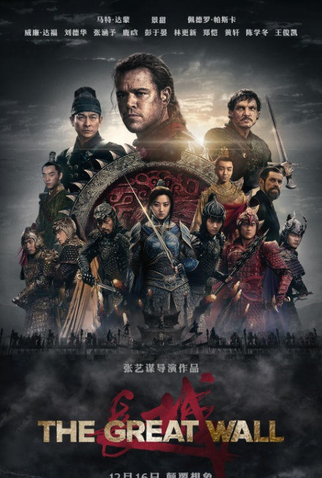 马特·达蒙 景甜 佩德罗·帕斯卡
威廉·达福 刘德华 张涵予 鹿晗 彭于晏 林更新 郑恺 黄轩 陈学冬 王俊凯
张艺谋导演作品
长城
THE GREAT WALL
12月16日 颠覆想象